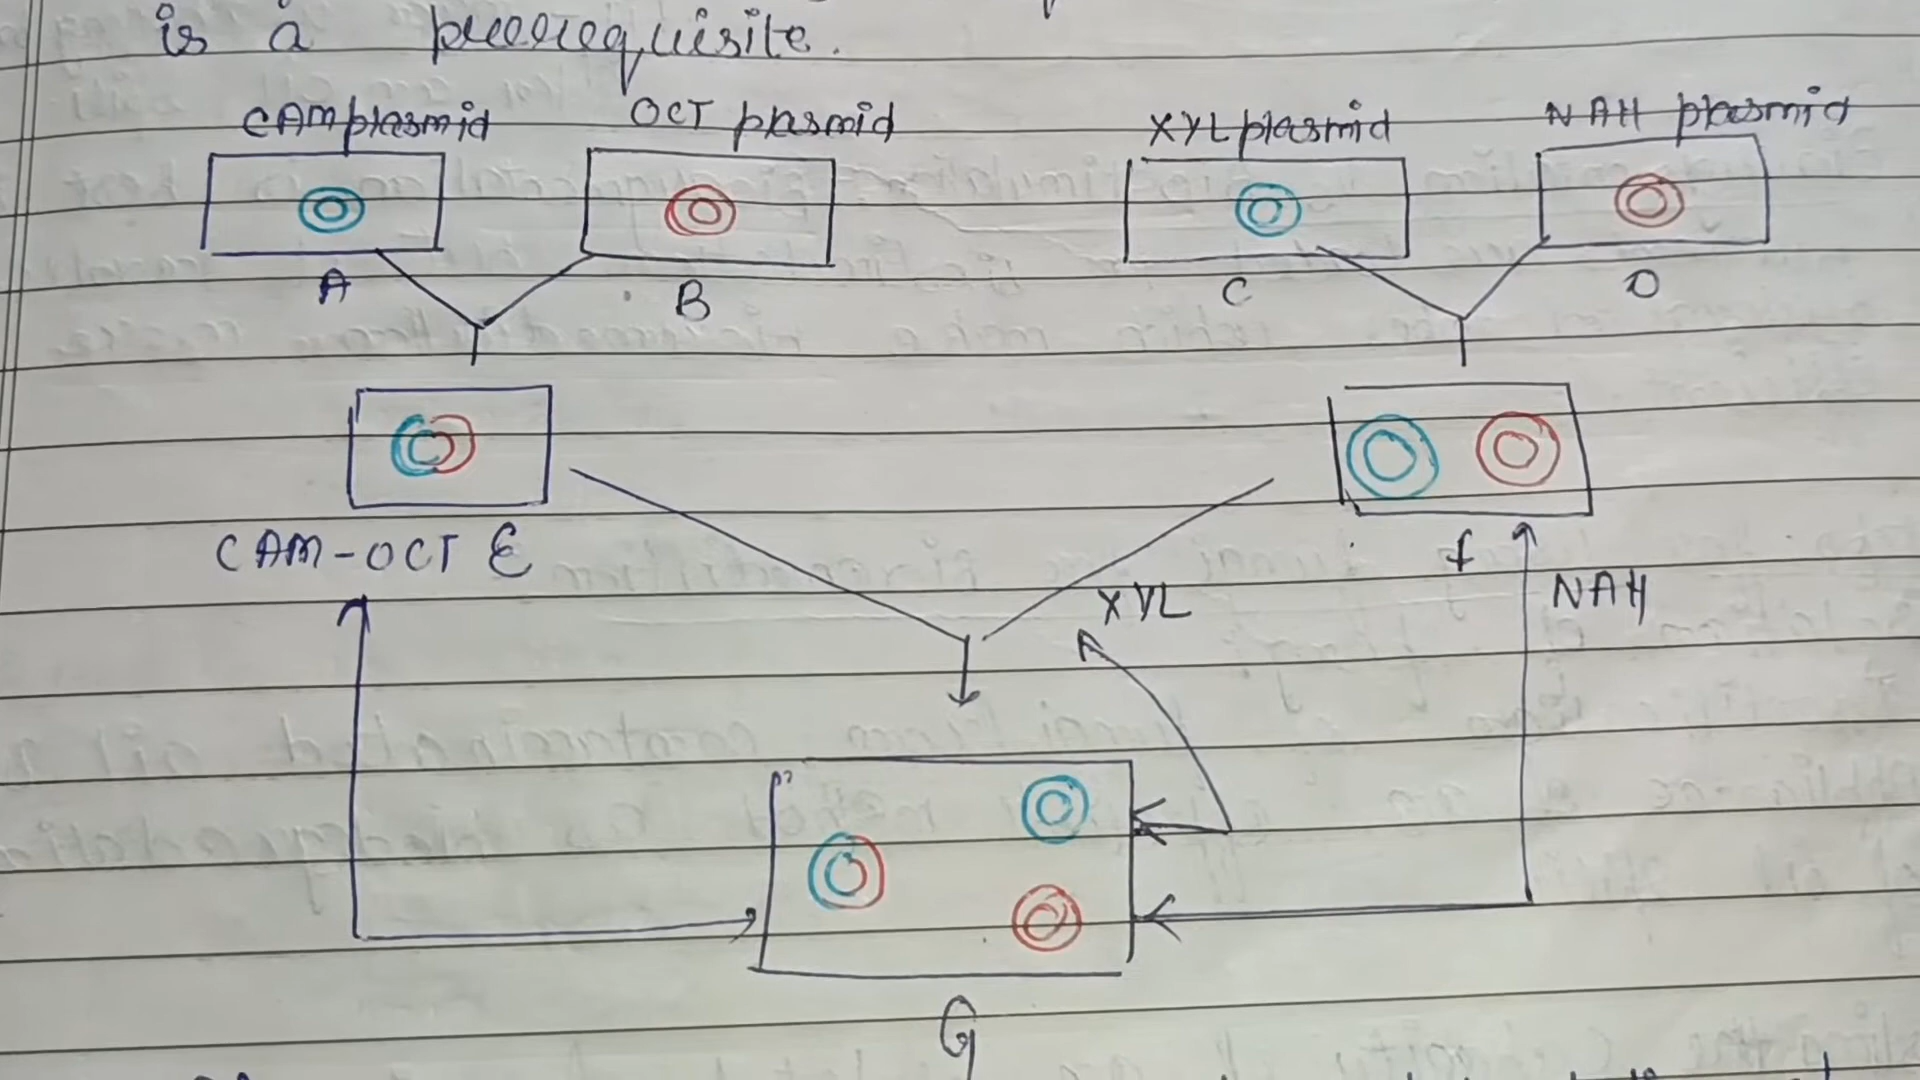 is a prerequisite.
CAM plasmid OCT plasmid XYL plasmid NAH plasmid
A B C D
CAM-OCT E
f
XYL
NAH
G